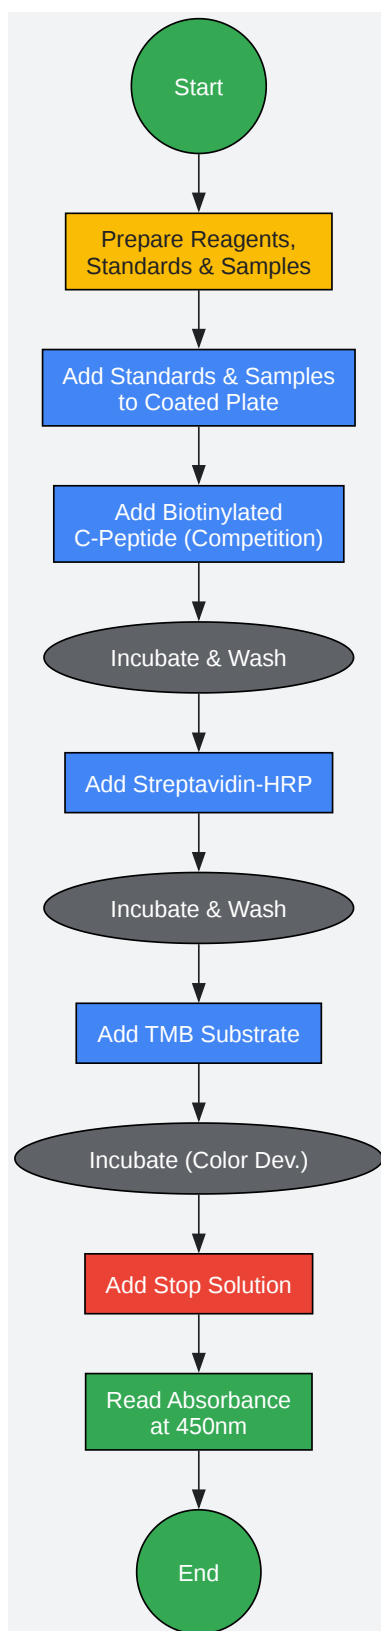 Start
Prepare Reagents,
Standards & Samples
Add Standards & Samples
to Coated Plate
Add Biotinylated
C-Peptide (Competition)
Incubate & Wash
Add Streptavidin-HRP
Incubate & Wash
Add TMB Substrate
Incubate (Color Dev.)
Add Stop Solution
Read Absorbance
at 450nm
End